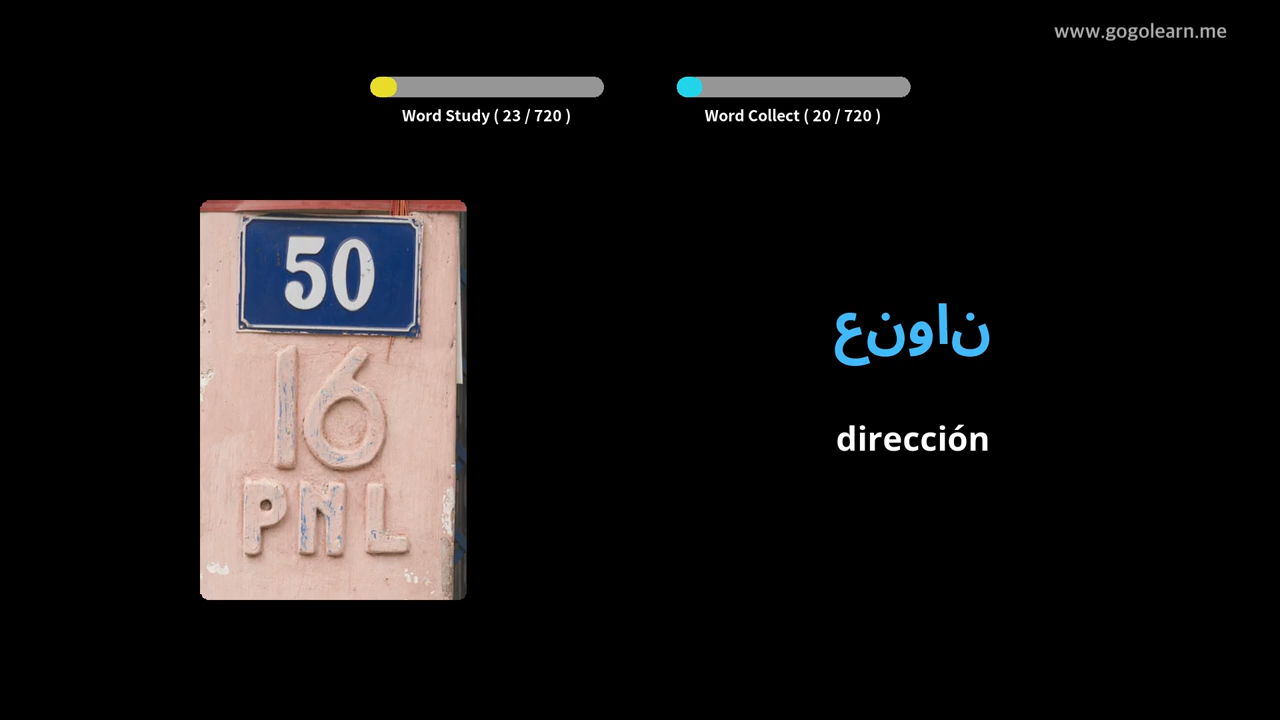 www.gogolearn.me
Word Study ( 23 / 720 )
Word Collect ( 20 / 720 )
50
16
PML
عنوان
dirección